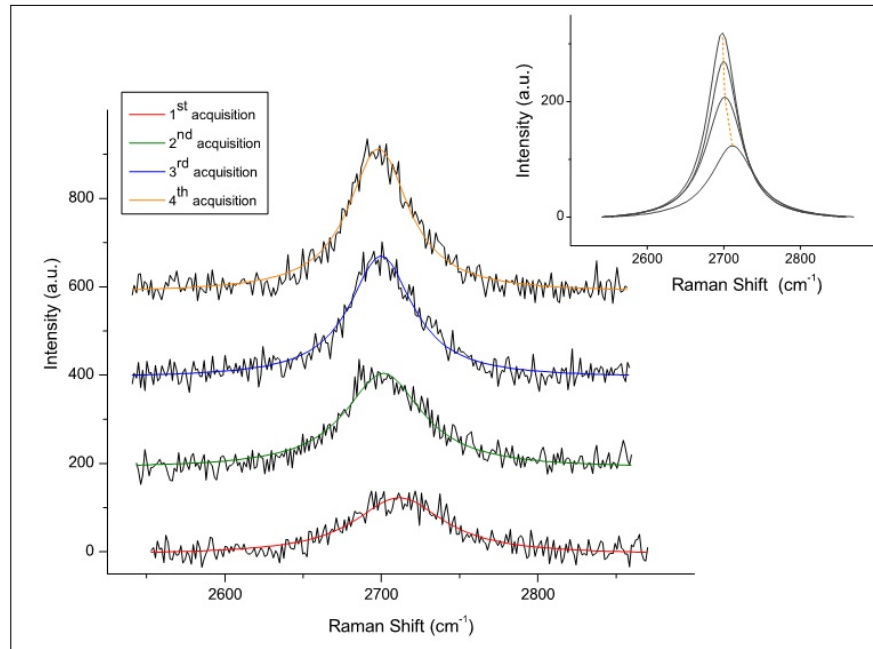 1st acquisition
2nd acquisition
3rd acquisition
4th acquisition
Intensity (a.u.)
800
600
400
200
0
2600
2700
2800
Raman Shift (cm-1)
Intensity (a.u.)
200
0
2600
2700
2800
Raman Shift (cm-1)